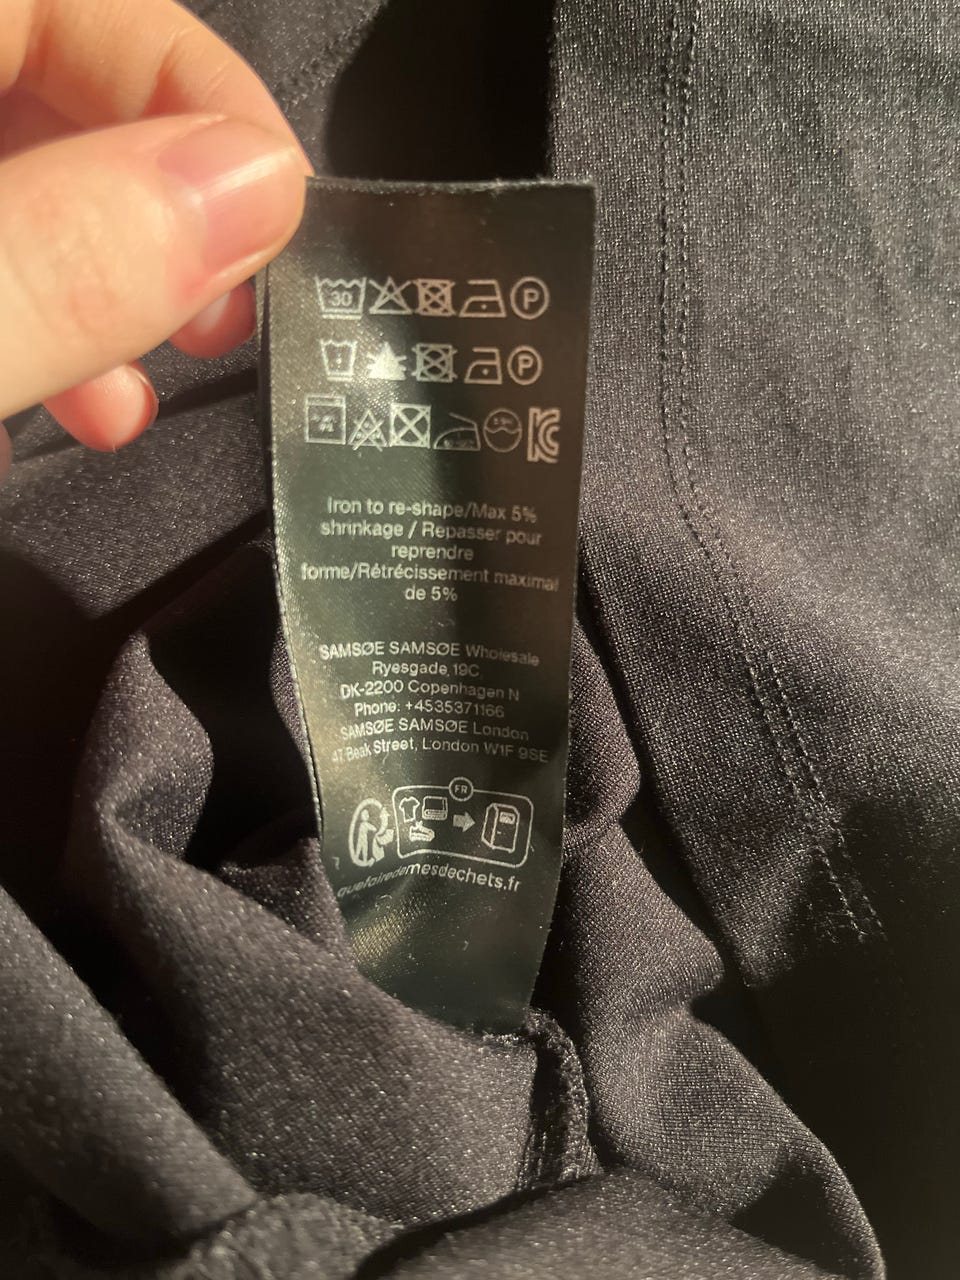 30 P
P
Iron to re-shape/Max 5%
shrinkage / Repasser pour
reprendre
forme/Rétrécissement maximal
de 5%
SAMSØE SAMSØE Wholesale
Ryesgade 19C,
DK-2200 Copenhagen N
Phone: +4535371166
SAMSØE SAMSØE London
47 Beak Street, London W1F 9SE
FR
quefairedemesdechets.fr